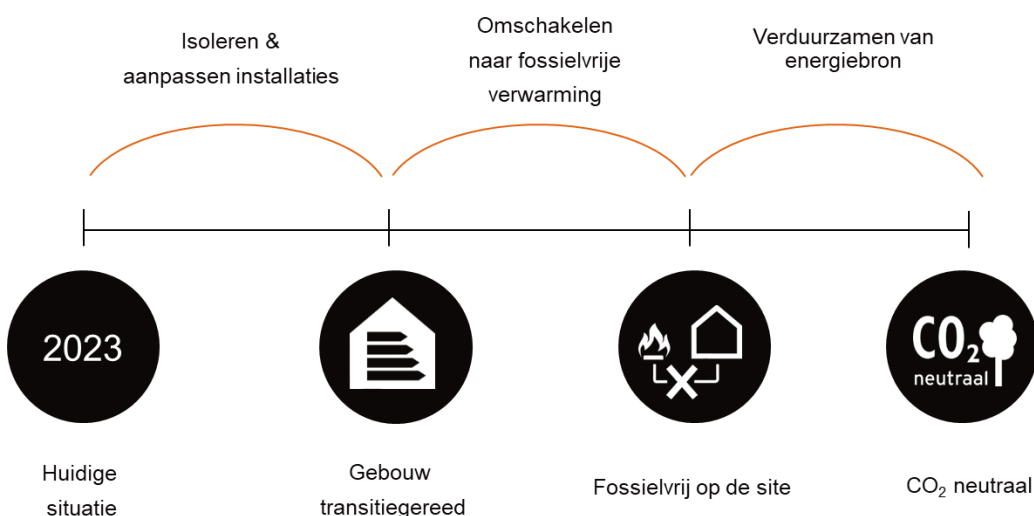 Isoleren &
aanpassen installaties
Omschakelen
naar fossielvrije
verwarming
Verduurzamen van
energiebron
2023
CO₂
neutraal
Huidige
situatie
Gebouw
transitiegereed
Fossielvrij op de site
CO₂ neutraal